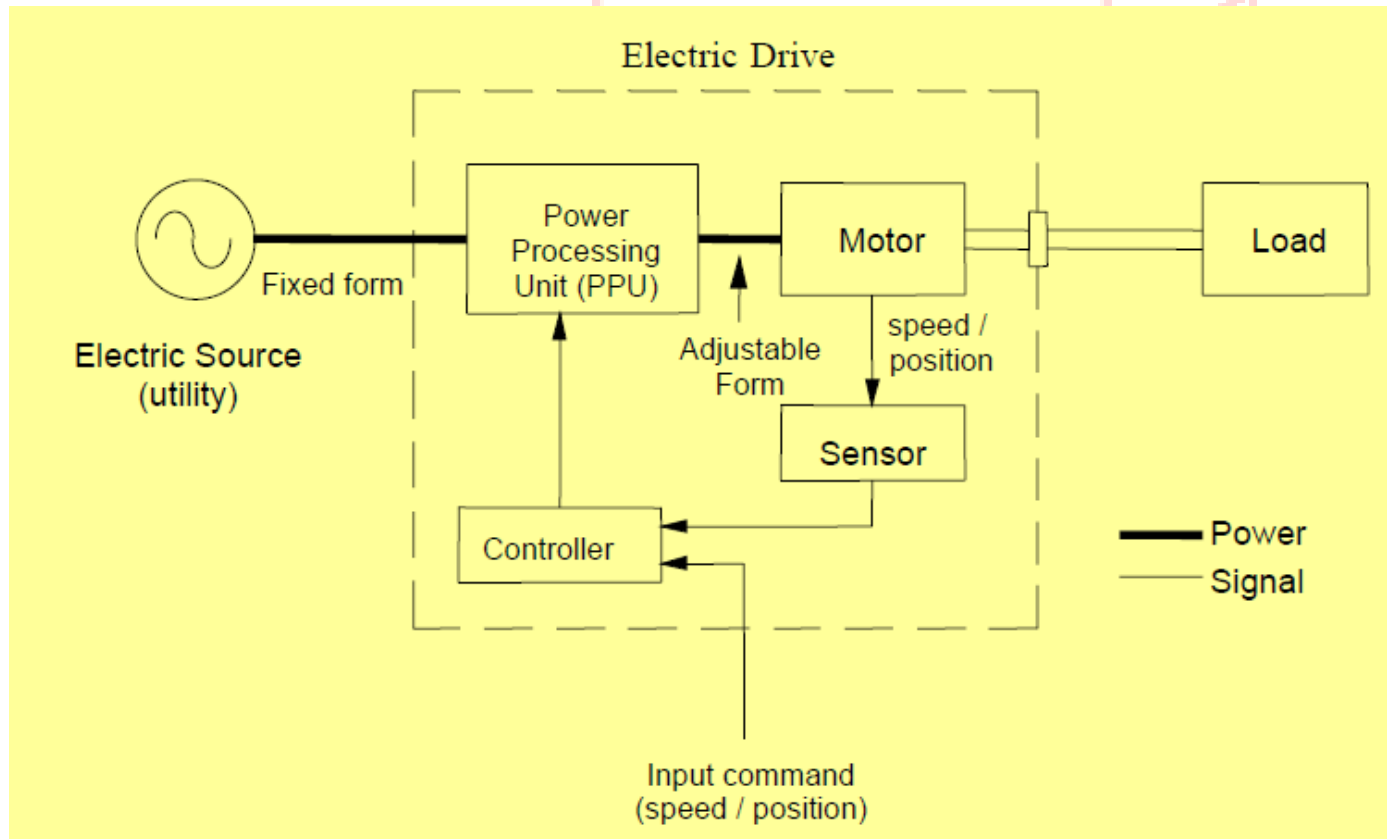 Electric Drive
Power
Processing
Unit (PPU)
Motor
Load
Fixed form
Electric Source
(utility)
Adjustable
Form
speed /
position
Sensor
Controller
Power
Signal
Input command
(speed / position)